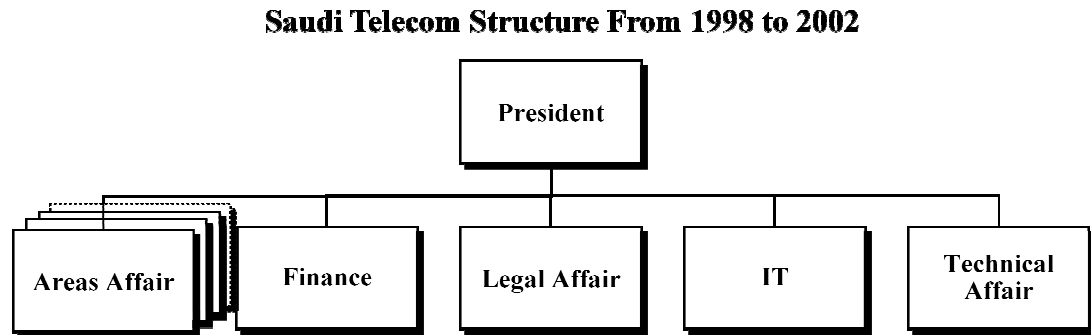 Saudi Telecom Structure From 1998 to 2002
President
Areas Affair
Finance
Legal Affair
IT
Technical
Affair